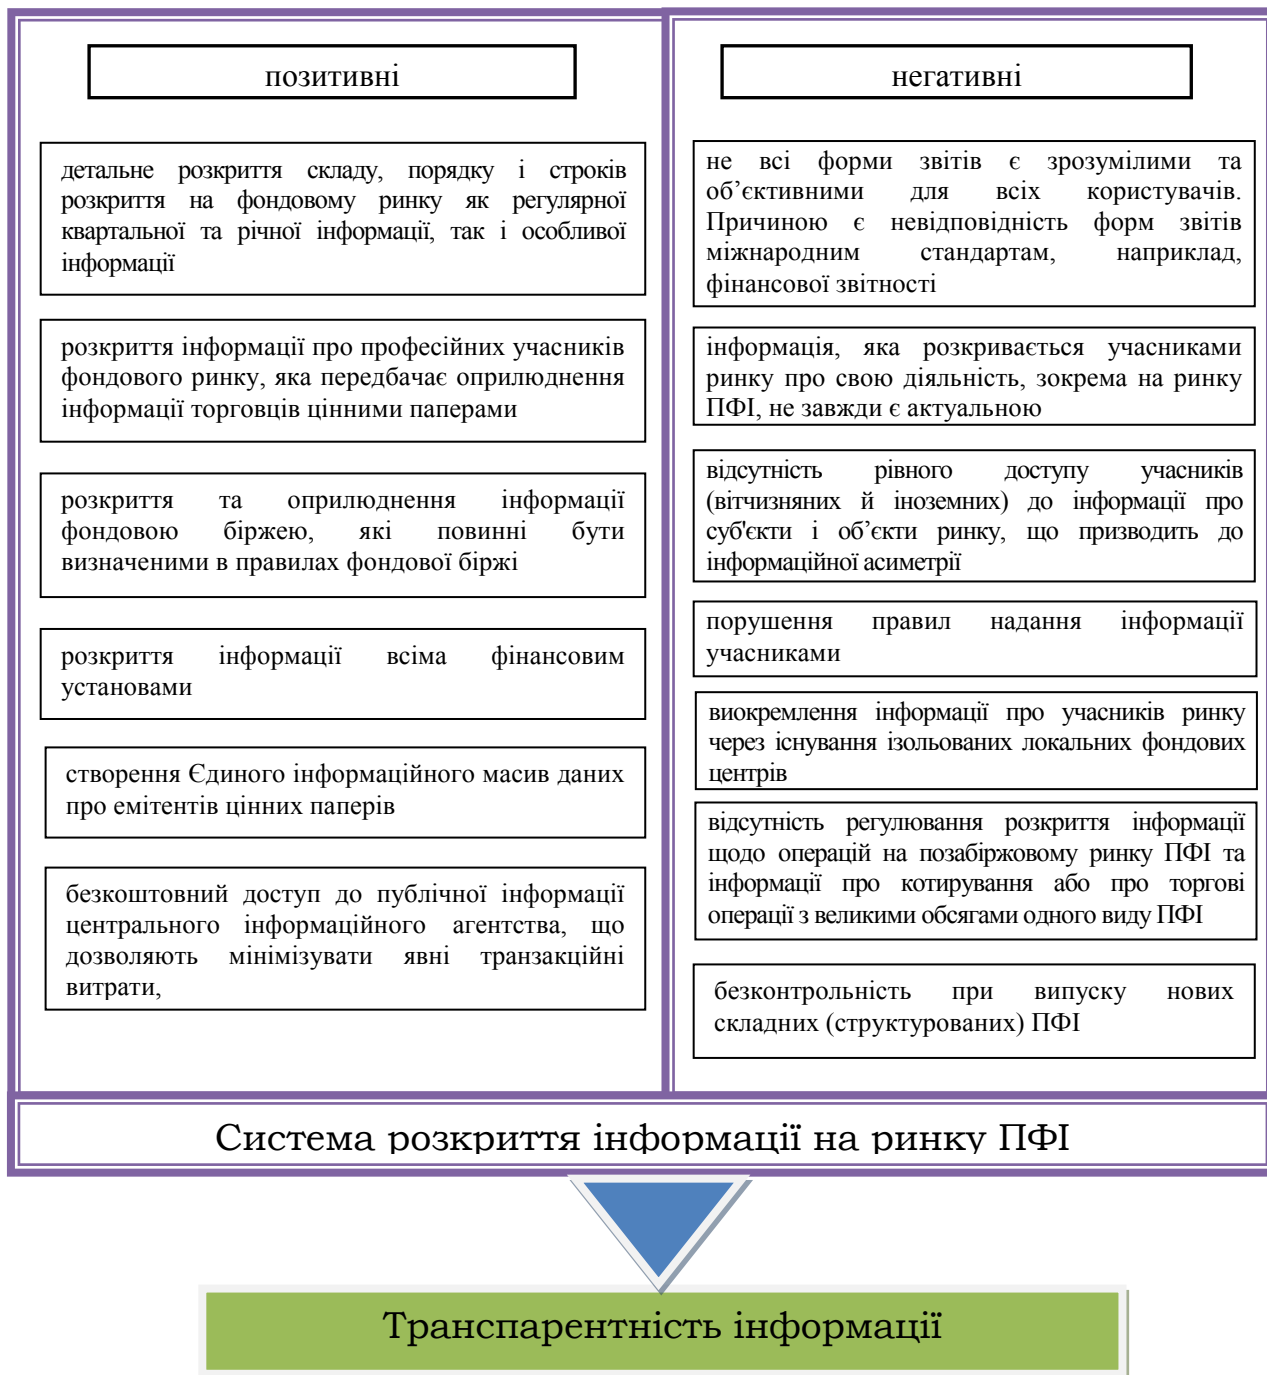 позитивні
детальне розкриття складу, порядку і строків
розкриття на фондовому ринку як регулярної
квартальної та річної інформації, так і особливої
інформації
розкриття інформації про професійних учасників
фондового ринку, яка передбачає оприлюднення
інформації торговців цінними паперами
розкриття та оприлюднення інформації
фондовою біржею, які повинні бути
визначеними в правилах фондової біржі
розкриття інформації всіма фінансовим
установами
створення Єдиного інформаційного масив даних
про емітентів цінних паперів
безкоштовний доступ до публічної інформації
центрального інформаційного агентства, що
дозволяють мінімізувати явні транзакційні
витрати,
негативні
не всі форми звітів є зрозумілими та
об’єктивними для всіх користувачів.
Причиною є невідповідність форм звітів
міжнародним стандартам, наприклад,
фінансової звітності
інформація, яка розкривається учасниками
ринку про свою діяльність, зокрема на ринку
ПФІ, не завжди є актуальною
відсутність рівного доступу учасників
(вітчизняних й іноземних) до інформації про
суб'єкти і об’єкти ринку, що призводить до
інформаційної асиметрії
порушення правил надання інформації
учасниками
виокремлення інформації про учасників ринку
через існування ізольованих локальних фондових
центрів
відсутність регулювання розкриття інформації
щодо операцій на позабіржовому ринку ПФІ та
інформації про котирування або про торгові
операції з великими обсягами одного виду ПФІ
безконтрольність при випуску нових
складних (структурованих) ПФІ
Система розкриття інформації на ринку ПФІ
Транспарентність інформації